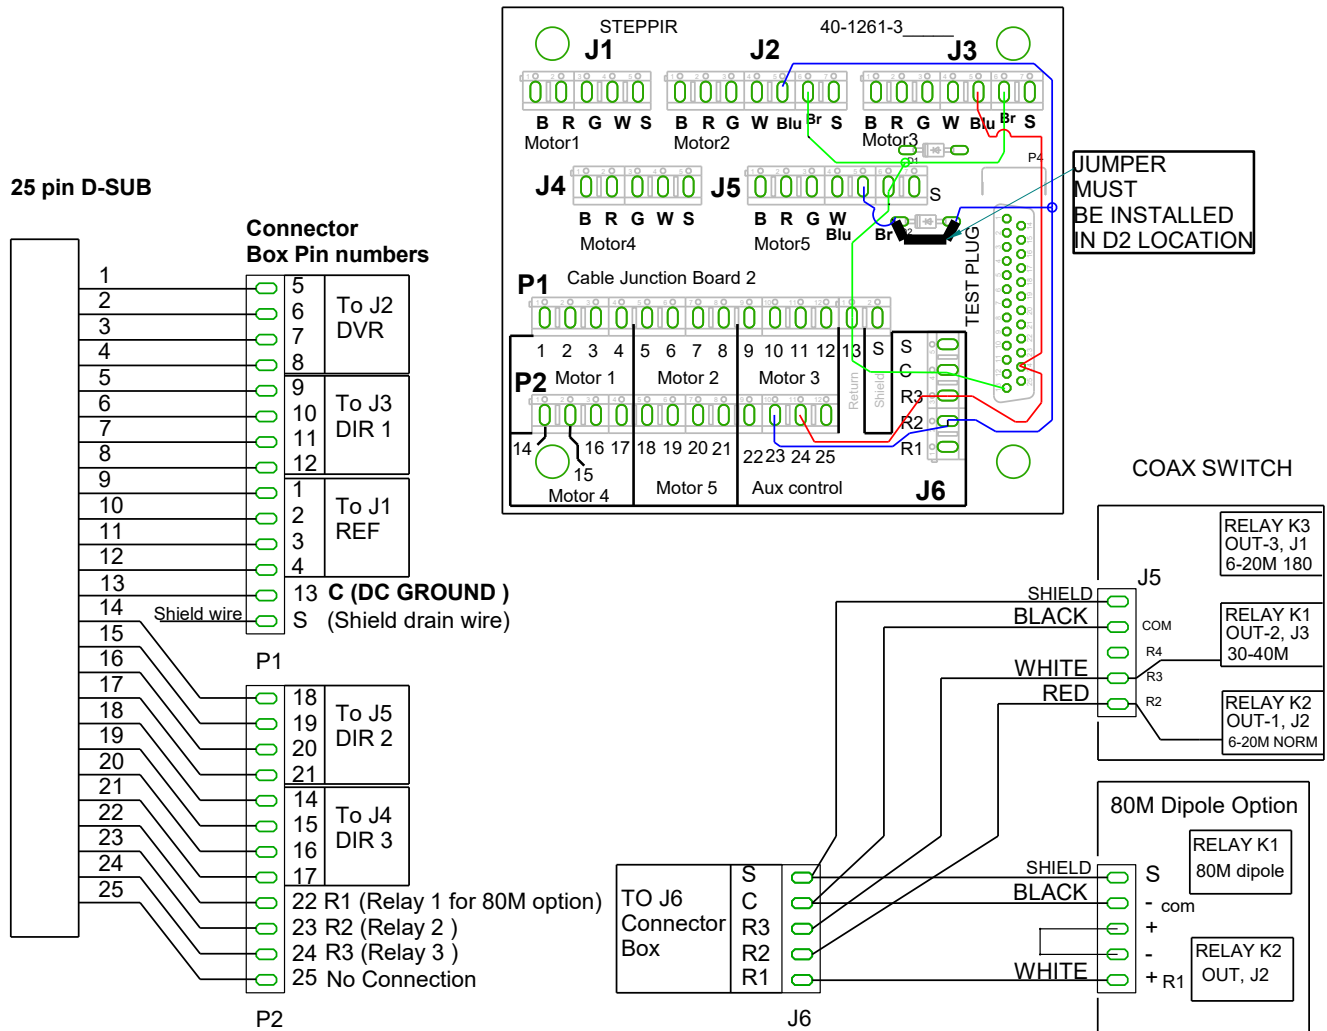 STEPPIR
40-1261-3_____
J1
J2
J3
B R G W S
B R G W Blu Br S
B R G W Blu Br S
Motor1
Motor2
Motor3
D1
P4
J4
J5
S
B R G W S
B R G W
Blu
Br
D2
Motor4
Motor5
TEST PLUG
JUMPER
MUST
BE INSTALLED
IN D2 LOCATION
P1
Cable Junction Board 2
1 2 3 4 5 6 7 8 9 10 11 12 13 S
Motor 1
Motor 2
Motor 3
Return
Shield
P2
S
C
R3
R2
R1
14
15
16 17 18 19 20 21 22 23 24 25
Motor 4
Motor 5
Aux control
J6
25 pin D-SUB
Connector
Box Pin numbers
1
2
3
4
5
6
7
8
9
10
11
12
13
14
15
16
17
18
19
20
21
22
23
24
25
Shield wire
5
6
7
8
To J2
DVR
9
10
11
12
To J3
DIR 1
1
2
3
4
To J1
REF
13 C (DC GROUND )
S (Shield drain wire)
P1
18
19
20
21
To J5
DIR 2
14
15
16
17
To J4
DIR 3
22 R1 (Relay 1 for 80M option)
23 R2 (Relay 2 )
24 R3 (Relay 3 )
25 No Connection
P2
TO J6
Connector
Box
S
C
R3
R2
R1
J6
COAX SWITCH
J5
SHIELD
BLACK
WHITE
RED
COM
R4
R3
R2
RELAY K3
OUT-3, J1
6-20M 180
RELAY K1
OUT-2, J3
30-40M
RELAY K2
OUT-1, J2
6-20M NORM
80M Dipole Option
SHIELD
BLACK
WHITE
S
- com
+
-
+ R1
RELAY K1
80M dipole
RELAY K2
OUT, J2